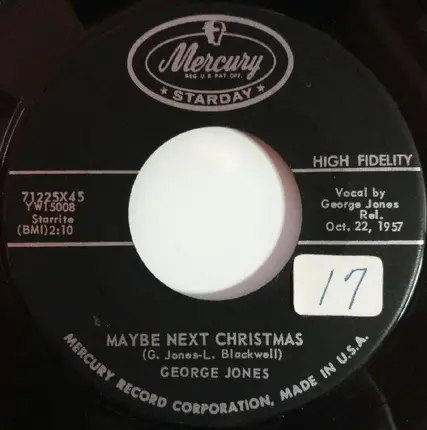 Mercury
REG. U.S. PAT. OFF.
★ STARDAY ★
HIGH FIDELITY
71225X45
YW15008
Starrite
(BMI)2:10
Vocal by
George Jones
Rel.
Oct. 22, 1957
17
MAYBE NEXT CHRISTMAS
(G. Jones-L. Blackwell)
GEORGE JONES
MERCURY RECORD CORPORATION, MADE IN U.S.A.